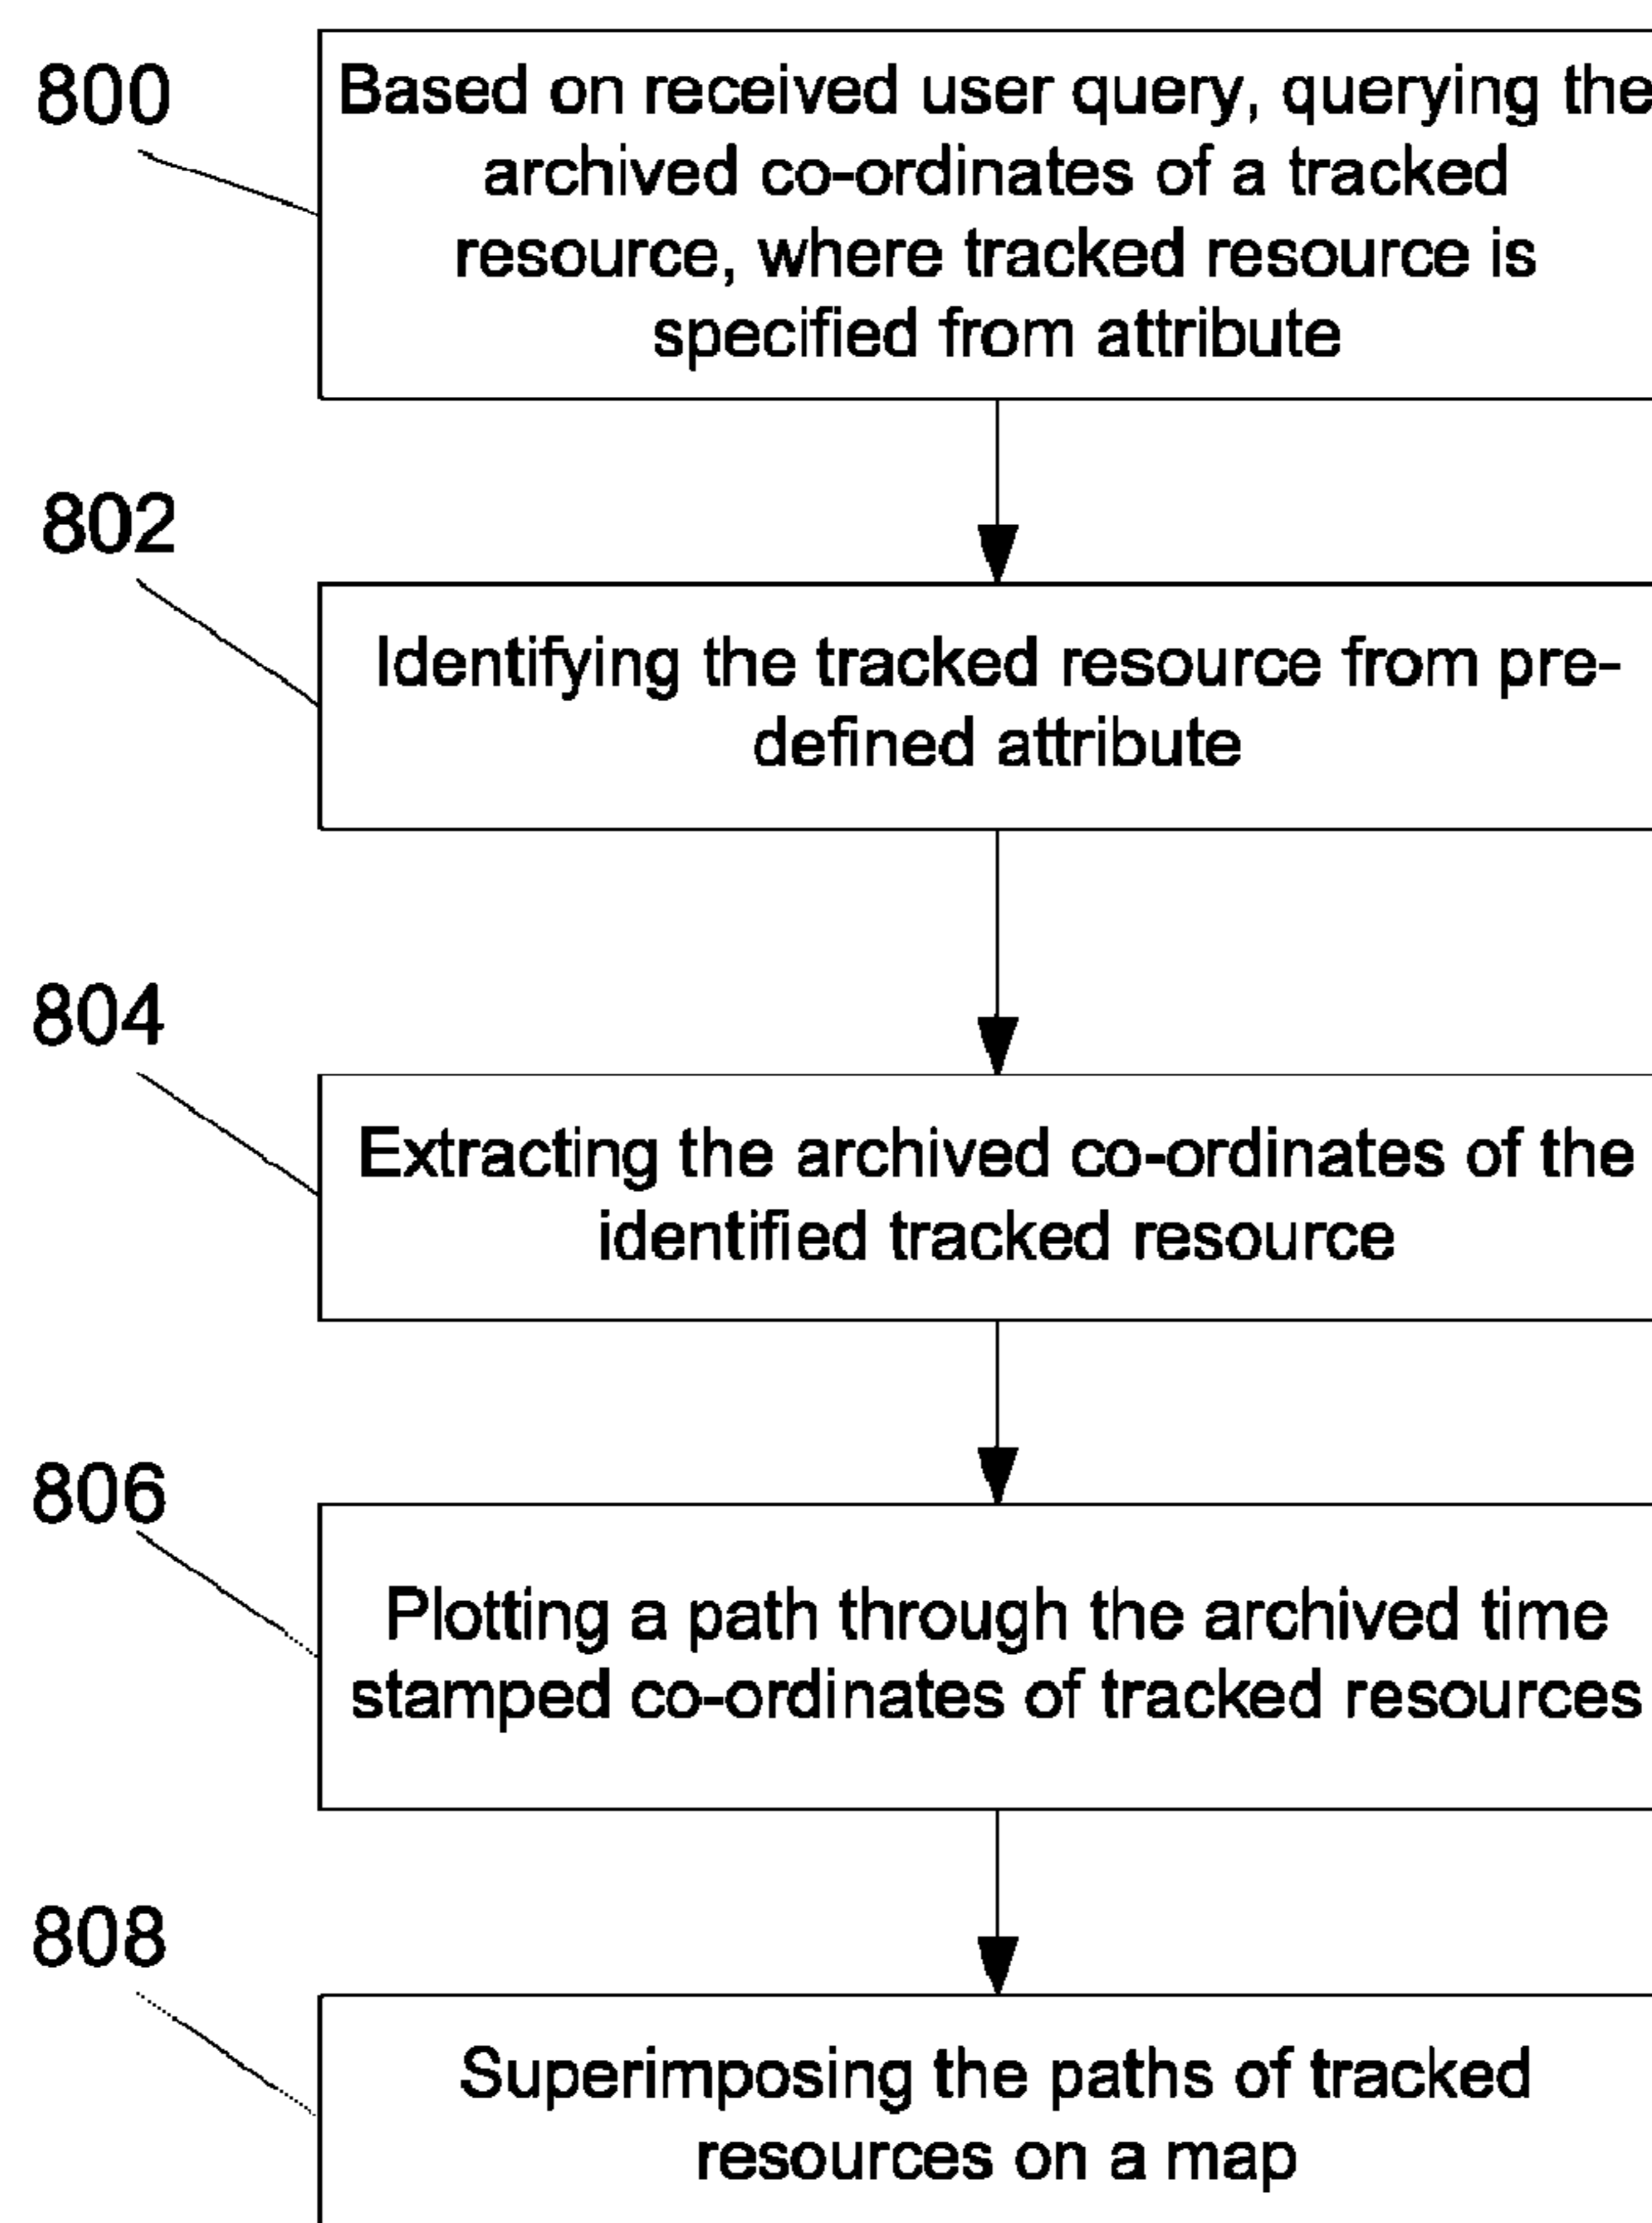 800
Based on received user query, querying the
archived co-ordinates of a tracked
resource, where tracked resource is
specified from attribute
802
Identifying the tracked resource from pre-
defined attribute
804
Extracting the archived co-ordinates of the
identified tracked resource
806
Plotting a path through the archived time
stamped co-ordinates of tracked resources
808
Superimposing the paths of tracked
resources on a map